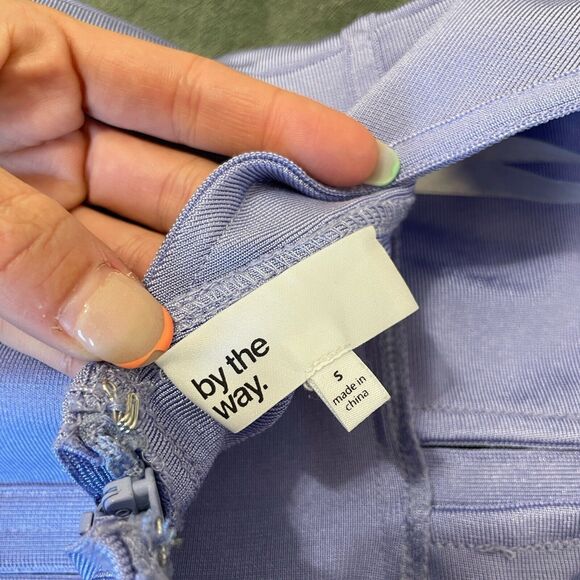 by the
way.
S
made in
china